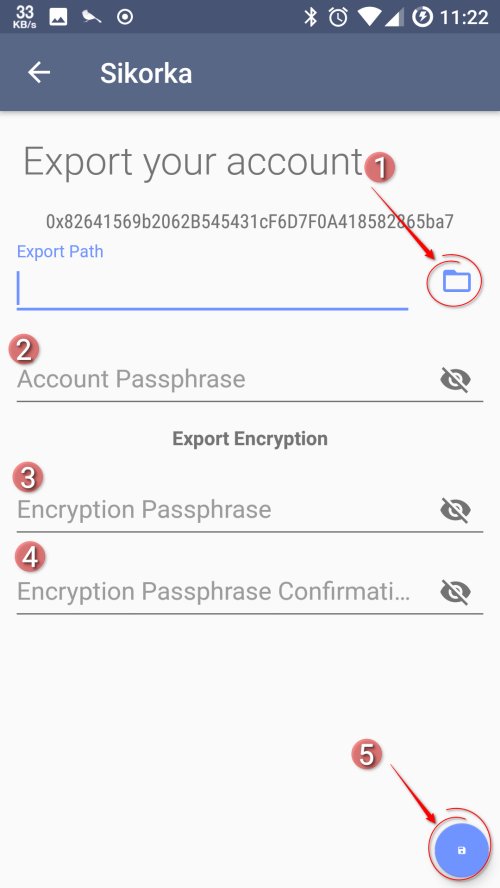 33
KB/s
11:22
Sikorka
Export your account
1
0x82641569b2062B545431cF6D7F0A418582865ba7
Export Path
2
Account Passphrase
Export Encryption
3
Encryption Passphrase
4
Encryption Passphrase Confirmati...
5